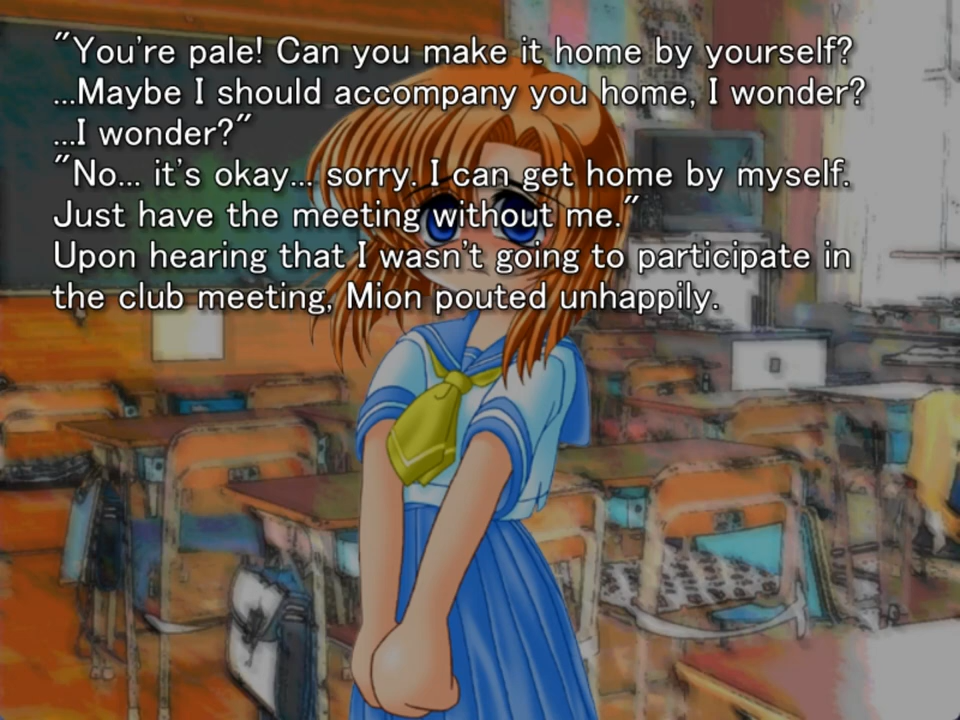 "You're pale! Can you make it home by yourself?
...Maybe I should accompany you home, I wonder?
...I wonder?"
"No... it's okay... sorry. I can get home by myself.
Just have the meeting without me."
Upon hearing that I wasn't going to participate in
the club meeting, Mion pouted unhappily.